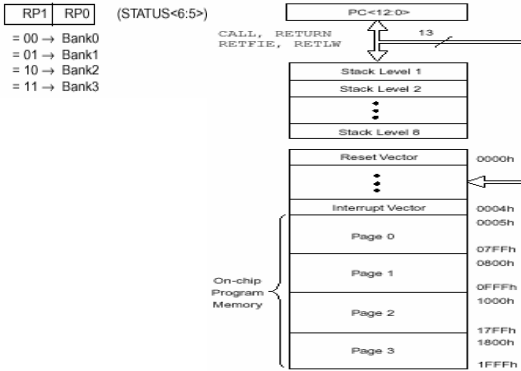 RP1 RP0 (STATUS<6:5>)
= 00 → Bank0
= 01 → Bank1
= 10 → Bank2
= 11 → Bank3
PC<12:0>
CALL, RETURN
RETFIE, RETLW
13
Stack Level 1
Stack Level 2
Stack Level 8
Reset Vector 0000h
Interrupt Vector 0004h
0005h
Page 0
07FFh
0800h
Page 1
0FFFh
1000h
On-chip
Program
Memory
Page 2
17FFh
1800h
Page 3
1FFFh